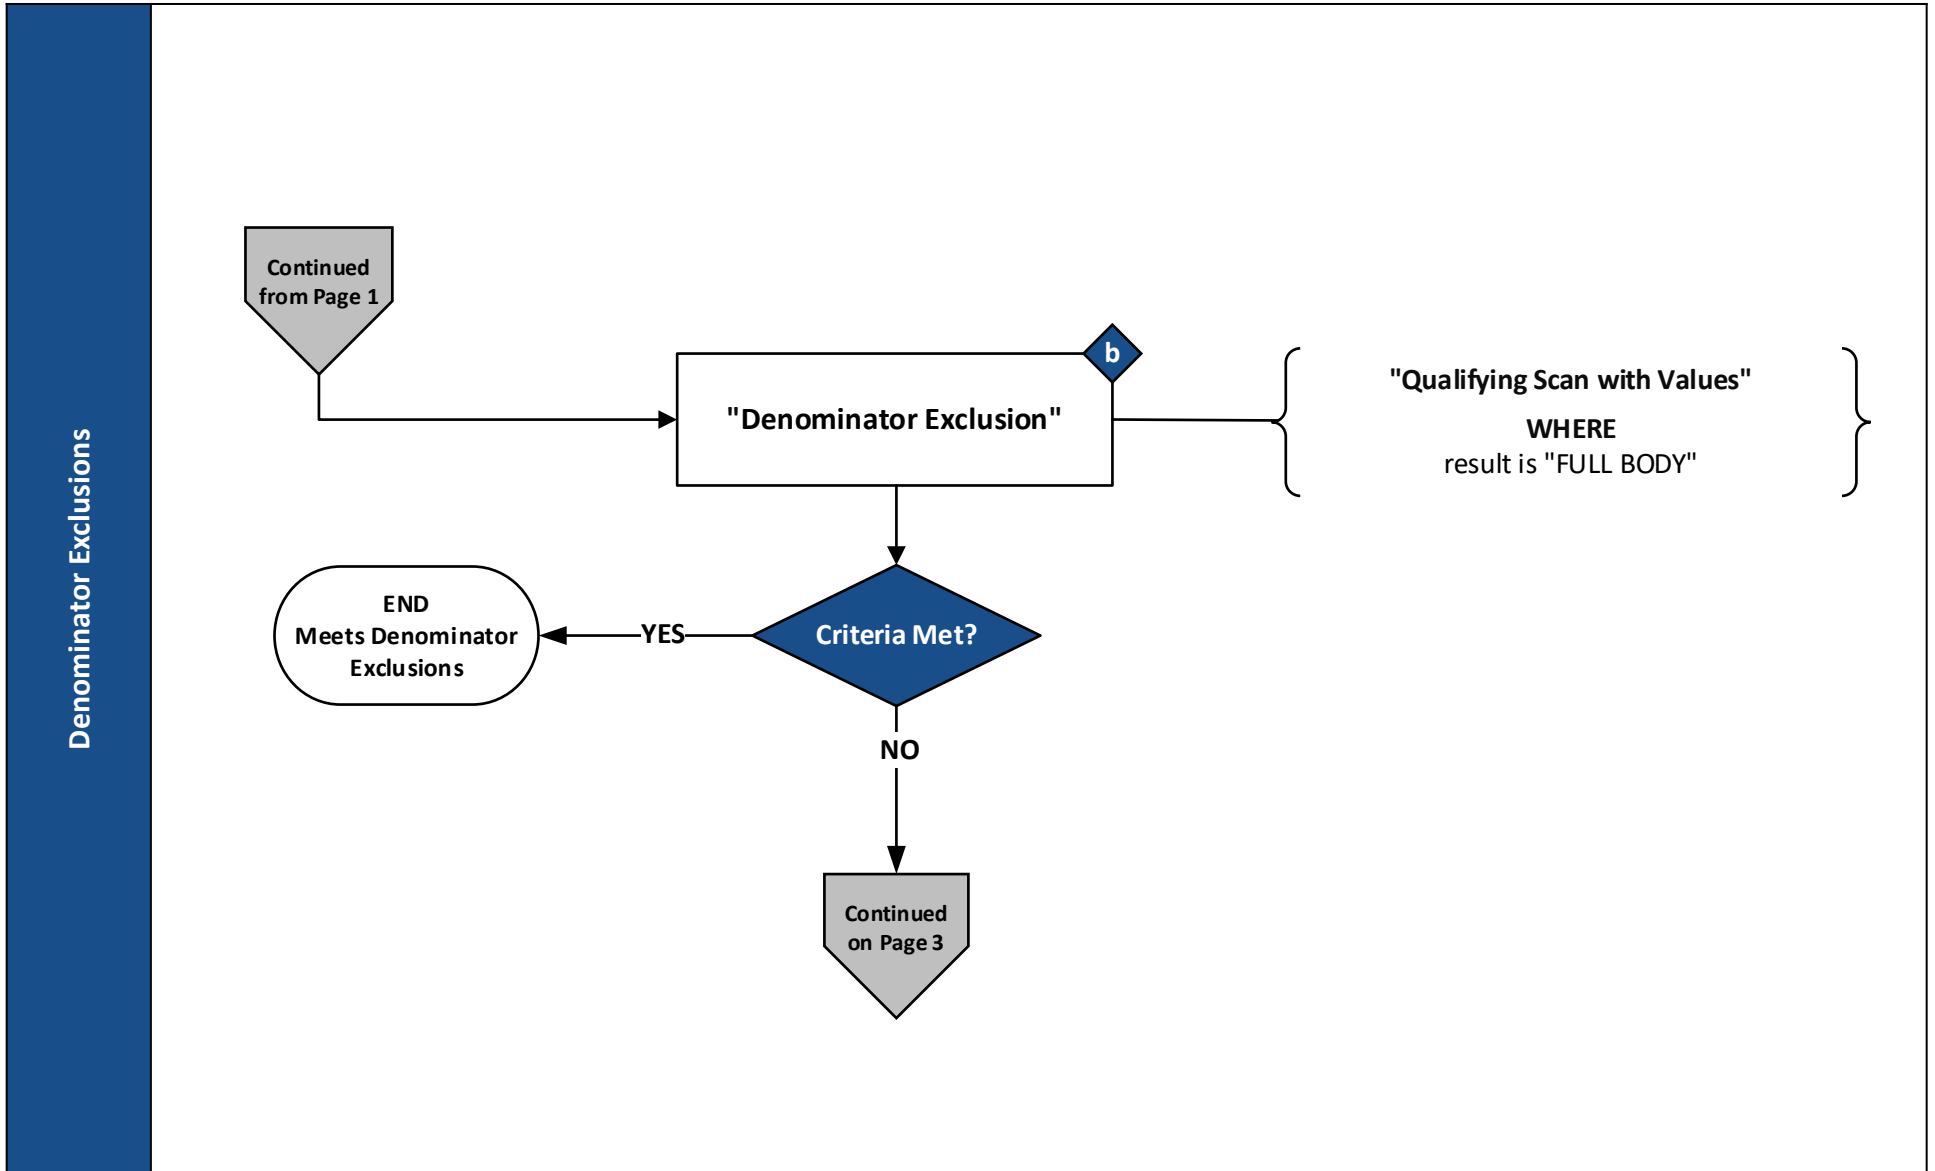 Denominator Exclusions
Continued
from Page 1
b
"Denominator Exclusion"
"Qualifying Scan with Values"
WHERE
result is "FULL BODY"
Criteria Met?
YES
END
Meets Denominator
Exclusions
NO
Continued
on Page 3